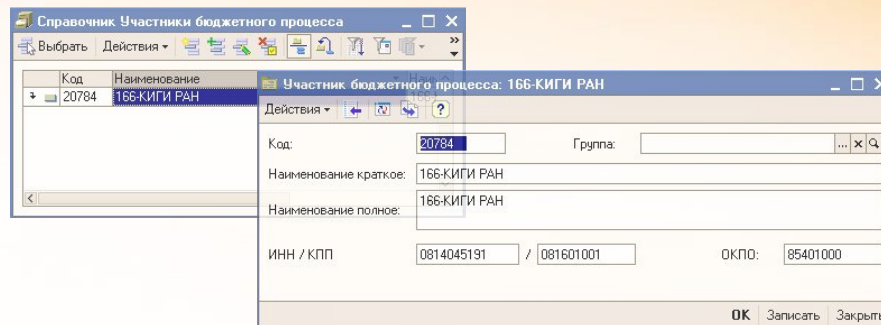 Справочник Участники бюджетного процесса
Выбрать Действия
Код Наименование
20784 166-КИГИ РАН
Участник бюджетного процесса: 166-КИГИ РАН
Действия
Код: 20784 Группа:
Наименование краткое: 166-КИГИ РАН
Наименование полное: 166-КИГИ РАН
ИНН / КПП 0814045191 / 081601001 ОКПО: 85401000
OK Записать Закрыть